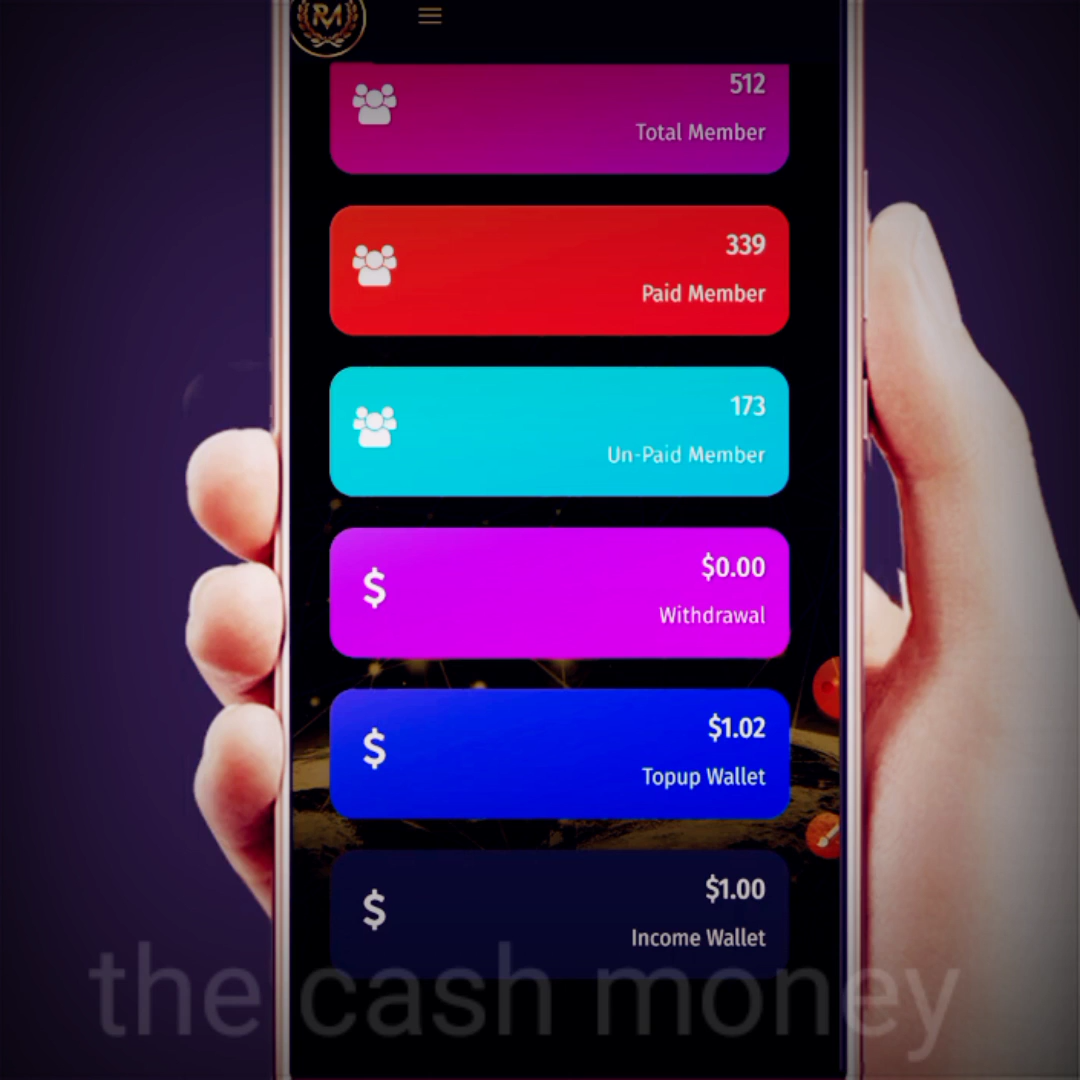 RM
512
Total Member
339
Paid Member
173
Un-Paid Member
$0.00
Withdrawal
$1.02
Topup Wallet
$1.00
Income Wallet
the cash money